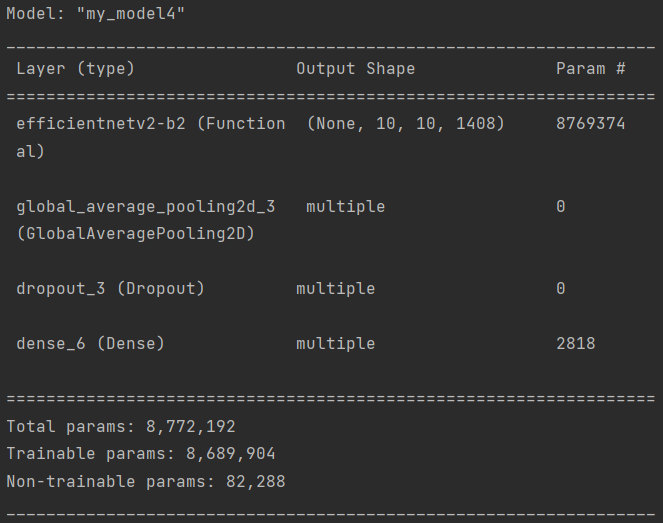 Model: "my_model4"
_________________________________________________________________
 Layer (type)                Output Shape              Param #
=================================================================
 efficientnetv2-b2 (Function  (None, 10, 10, 1408)     8769374
 al)

 global_average_pooling2d_3   multiple                 0
 (GlobalAveragePooling2D)

 dropout_3 (Dropout)         multiple                  0

 dense_6 (Dense)             multiple                  2818

=================================================================
Total params: 8,772,192
Trainable params: 8,689,904
Non-trainable params: 82,288
_________________________________________________________________